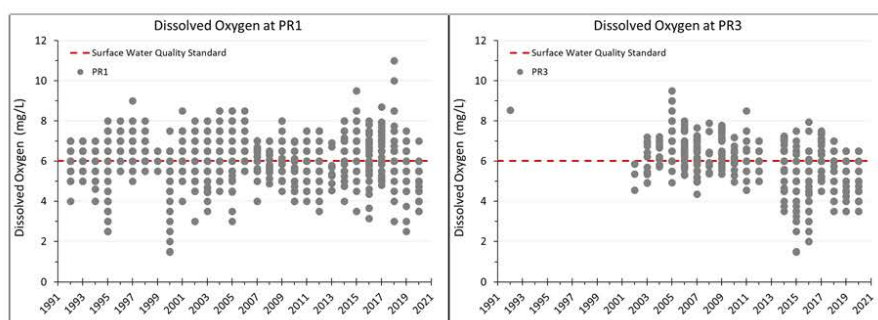 Dissolved Oxygen at PR1
12
10
8
6
4
2
0
Dissolved Oxygen (mg/L)
Surface Water Quality Standard
PR1
1991 1993 1995 1997 1999 2001 2003 2005 2007 2009 2011 2013 2015 2017 2019 2021
Dissolved Oxygen at PR3
12
10
8
6
4
2
0
Dissolved Oxygen (mg/L)
Surface Water Quality Standard
PR3
1991 1993 1995 1997 1999 2001 2003 2005 2007 2009 2011 2013 2015 2017 2019 2021